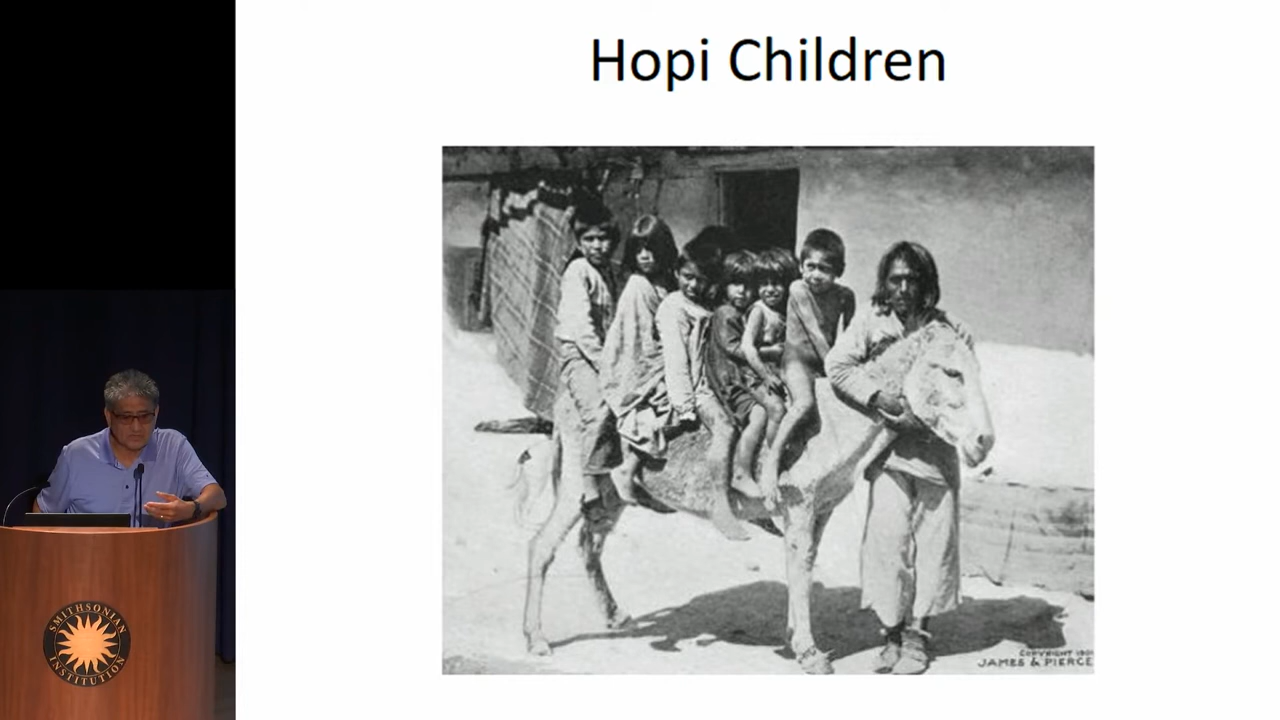 Hopi Children
COPYRIGHT 1901
JAMES & PIERCE
SMITHSONIAN
INSTITUTION